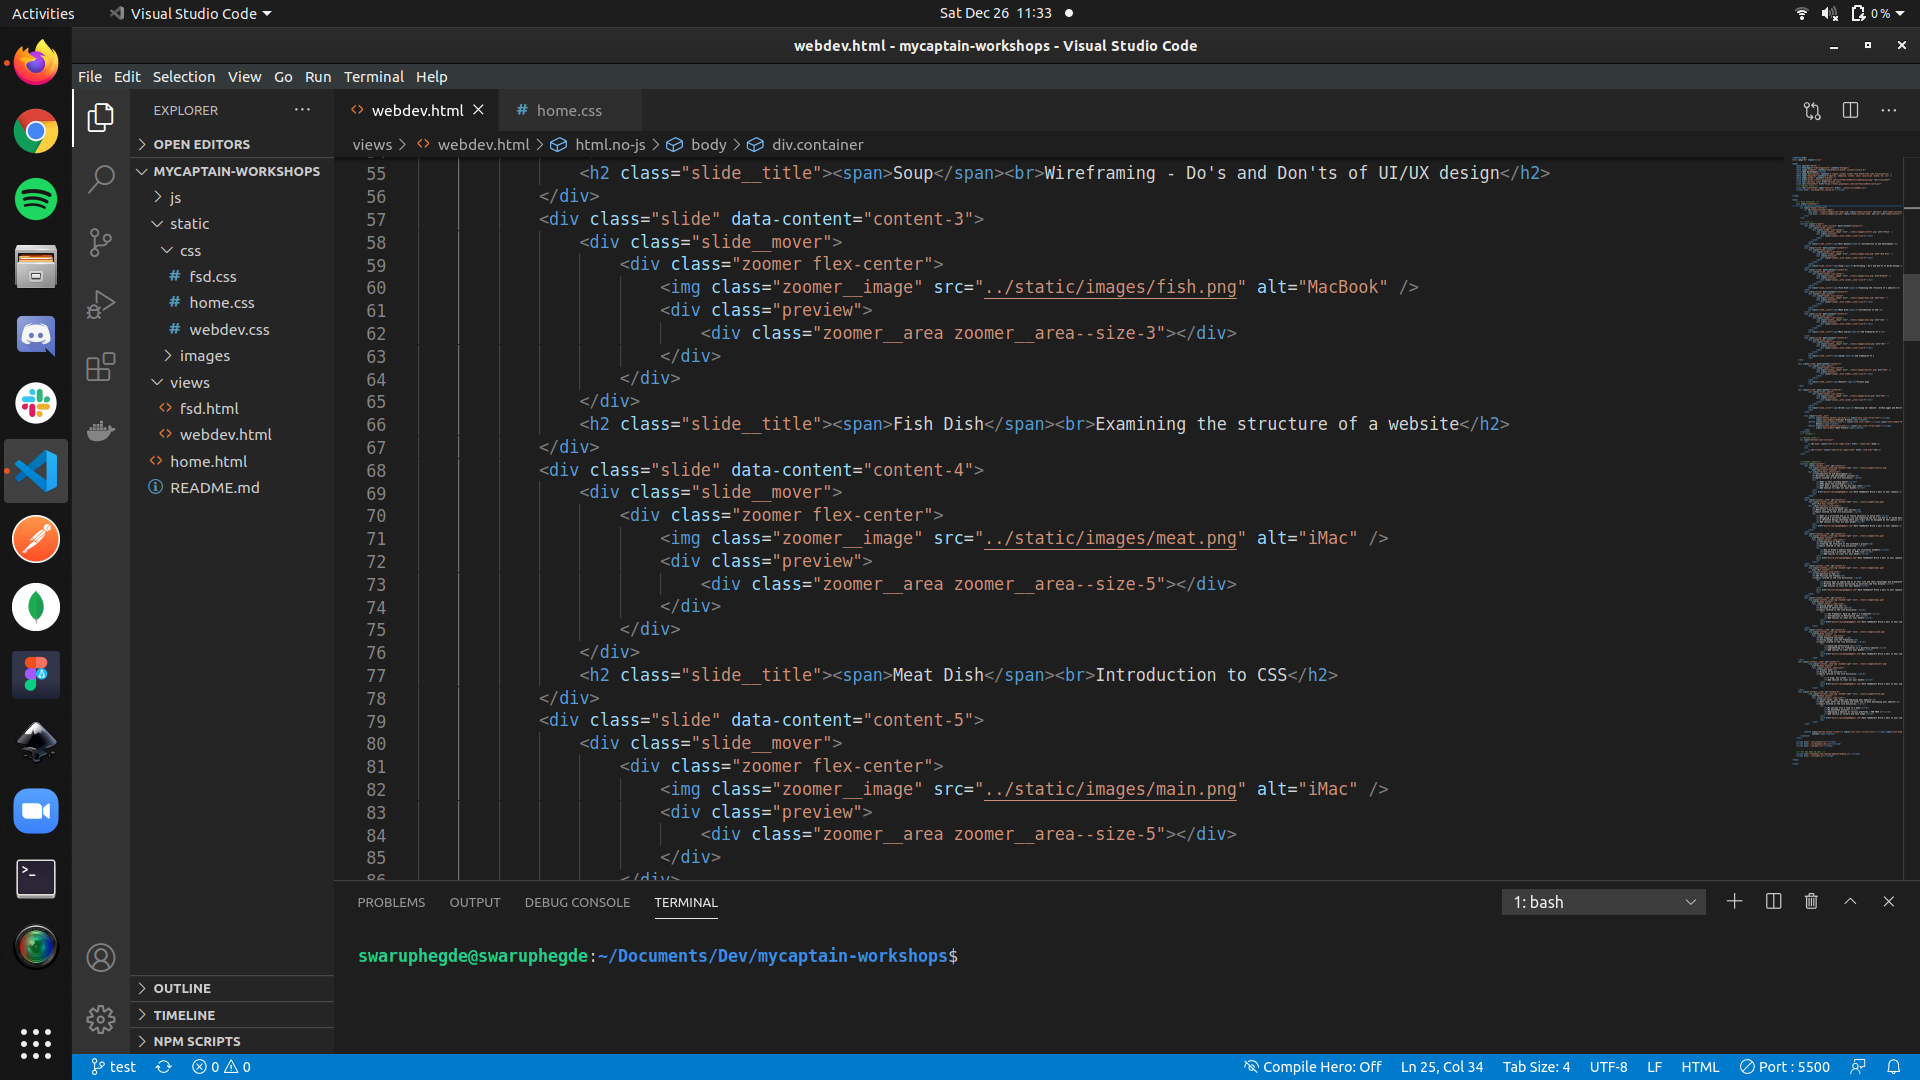 Activities
Visual Studio Code
Sat Dec 26 11:33
0 %
webdev.html - mycaptain-workshops - Visual Studio Code
File Edit Selection View Go Run Terminal Help
EXPLORER
OPEN EDITORS
MYCAPTAIN-WORKSHOPS
js
static
css
# fsd.css
# home.css
# webdev.css
images
views
<> fsd.html
<> webdev.html
<> home.html
README.md
OUTLINE
TIMELINE
NPM SCRIPTS
<> webdev.html
# home.css
views > <> webdev.html > html.no-js > body > div.container
55 <h2 class="slide__title"><span>Soup</span><br>Wireframing - Do's and Don'ts of UI/UX design</h2>
56 </div>
57 <div class="slide" data-content="content-3">
58 <div class="slide__mover">
59 <div class="zoomer flex-center">
60 <img class="zoomer__image" src="../static/images/fish.png" alt="MacBook" />
61 <div class="preview">
62 <div class="zoomer__area zoomer__area--size-3"></div>
63 </div>
64 </div>
65 </div>
66 <h2 class="slide__title"><span>Fish Dish</span><br>Examining the structure of a website</h2>
67 </div>
68 <div class="slide" data-content="content-4">
69 <div class="slide__mover">
70 <div class="zoomer flex-center">
71 <img class="zoomer__image" src="../static/images/meat.png" alt="iMac" />
72 <div class="preview">
73 <div class="zoomer__area zoomer__area--size-5"></div>
74 </div>
75 </div>
76 </div>
77 <h2 class="slide__title"><span>Meat Dish</span><br>Introduction to CSS</h2>
78 </div>
79 <div class="slide" data-content="content-5">
80 <div class="slide__mover">
81 <div class="zoomer flex-center">
82 <img class="zoomer__image" src="../static/images/main.png" alt="iMac" />
83 <div class="preview">
84 <div class="zoomer__area zoomer__area--size-5"></div>
85 </div>
86 </div>
PROBLEMS OUTPUT DEBUG CONSOLE TERMINAL
1: bash
swaruphegde@swaruphegde:~/Documents/Dev/mycaptain-workshops$
test 0 0
Compile Hero: Off Ln 25, Col 34 Tab Size: 4 UTF-8 LF HTML Port : 5500